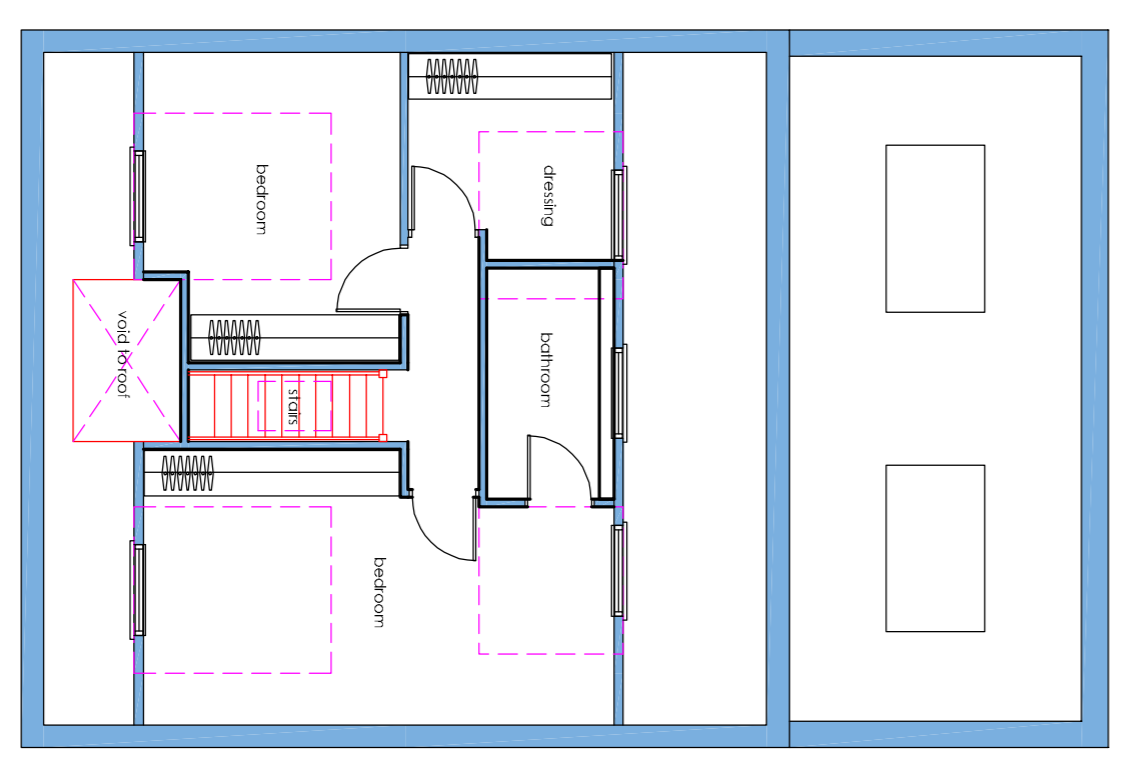 bedroom
dressing
void to roof
stairs
bathroom
bedroom